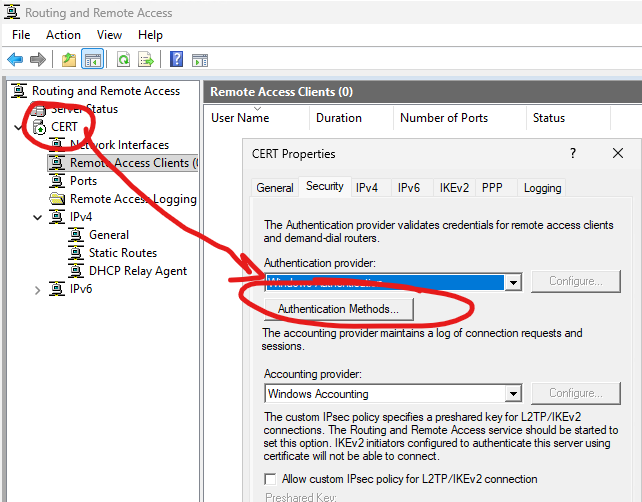 Routing and Remote Access
File Action View Help
Routing and Remote Access
Server Status
CERT
Network Interfaces
Remote Access Clients (
Ports
Remote Access Logging
IPv4
General
Static Routes
DHCP Relay Agent
IPv6
Remote Access Clients (0)
User Name Duration Number of Ports Status
CERT Properties
General Security IPv4 IPv6 IKEv2 PPP Logging
The Authentication provider validates credentials for remote access clients
and demand-dial routers.
Authentication provider:
Windows Authentication
Configure...
Authentication Methods...
The accounting provider maintains a log of connection requests and
sessions.
Accounting provider:
Windows Accounting
Configure...
The custom IPsec policy specifies a preshared key for L2TP/IKEv2
connections. The Routing and Remote Access service should be started to
set this option. IKEv2 initiators configured to authenticate this server using
certificate will not be able to connect.
Allow custom IPsec policy for L2TP/IKEv2 connection
Preshared Key: